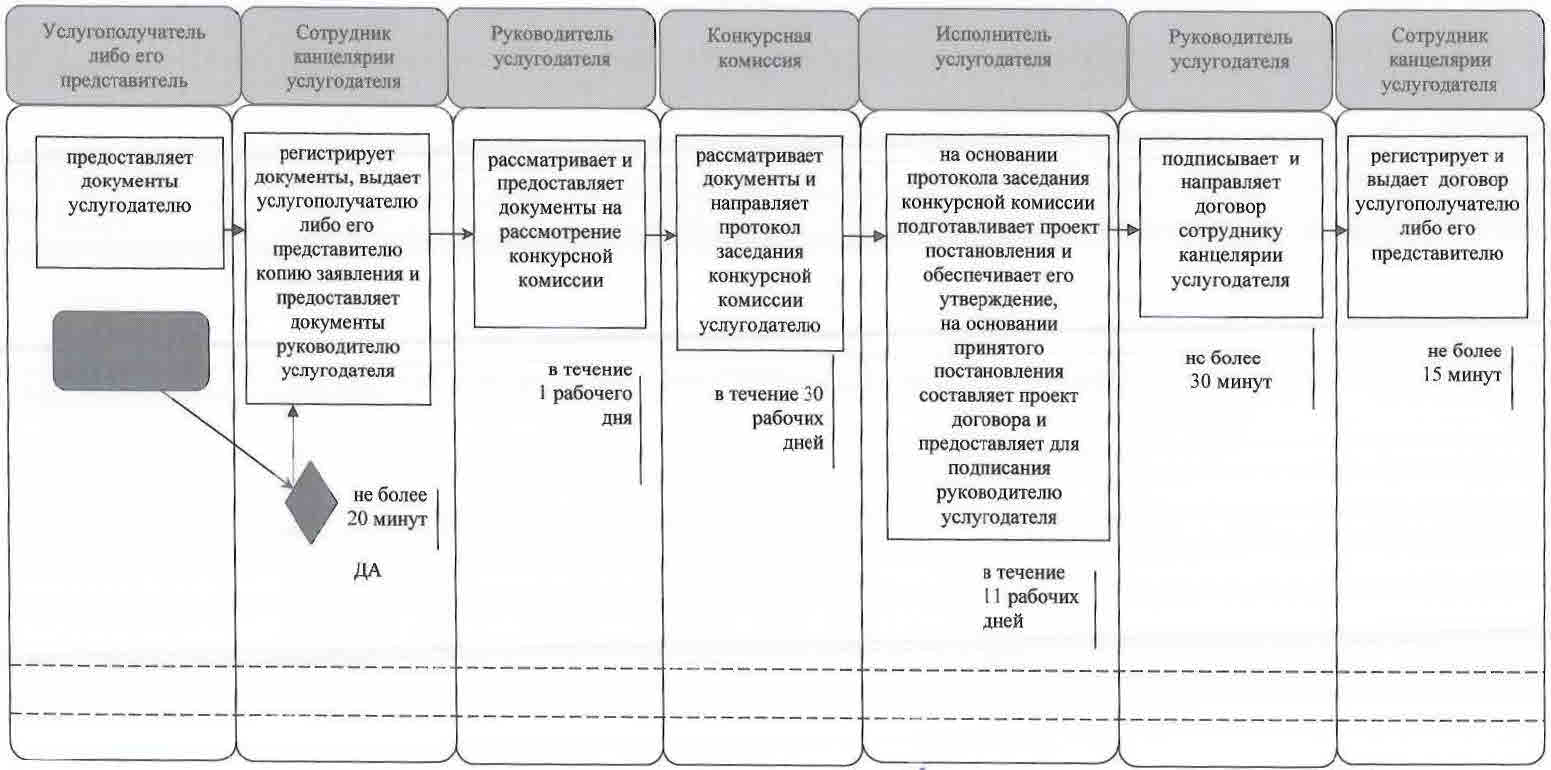 Услугополучатель
либо его
представитель
Сотрудник
канцелярии
услугодателя
Руководитель
услугодателя
Конкурсная
комиссия
Исполнитель
услугодателя
Руководитель
услугодателя
Сотрудник
канцелярии
услугодателя
предоставляет
документы
услугодателю
регистрирует
документы, выдает
услугополучателю
либо его
представителю
копию заявления и
предоставляет
документы
руководителю
услугодателя
не более
20 минут
ДА
рассматривает и
предоставляет
документы на
рассмотрение
конкурсной
комиссии
в течение
1 рабочего
дня
рассматривает
документы и
направляет
протокол
заседания
конкурсной
комиссии
услугодателю
в течение 30
рабочих
дней
на основании
протокола заседания
конкурсной комиссии
подготавливает проект
постановления и
обеспечивает его
утверждение,
на основании
принятого
постановления
составляет проект
договора и
предоставляет для
подписания
руководителю
услугодателя
в течение
11 рабочих
дней
подписывает и
направляет
договор
сотруднику
канцелярии
услугодателя
не более
30 минут
регистрирует и
выдает договор
услугополучателю
либо его
представителю
не более
15 минут